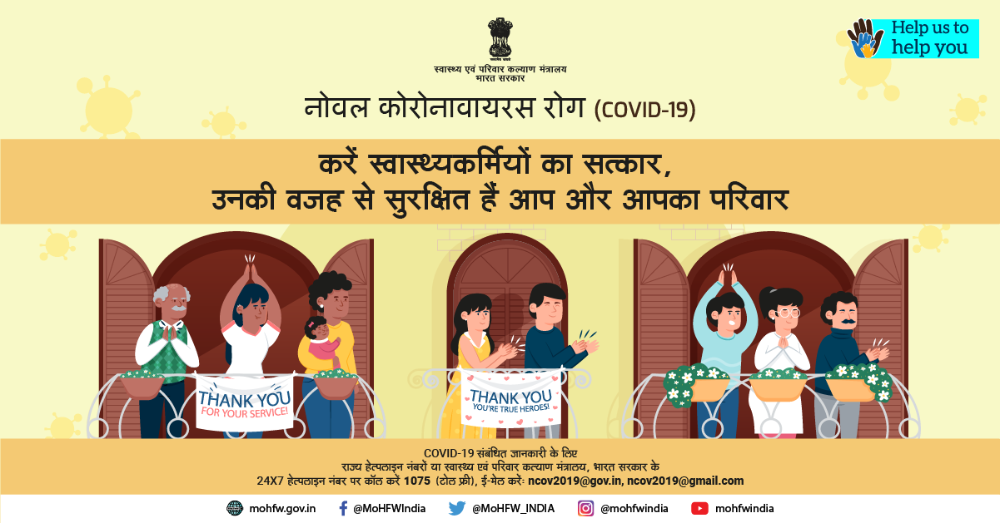 सत्यमेव जयते
स्वास्थ्य एवं परिवार कल्याण मंत्रालय
भारत सरकार
Help us to
help you
नोवल कोरोनावायरस रोग (COVID-19)
करें स्वास्थ्यकर्मियों का सत्कार,
उनकी वजह से सुरक्षित हैं आप और आपका परिवार
THANK YOU
FOR YOUR SERVICE!
THANK YOU
YOU'RE TRUE HEROES!
COVID-19 संबंधित जानकारी के लिए
राज्य हेल्पलाइन नंबरों या स्वास्थ्य एवं परिवार कल्याण मंत्रालय, भारत सरकार के
24X7 हेल्पलाइन नंबर पर कॉल करें 1075 (टोल फ्री), ई-मेल करें: ncov2019@gov.in, ncov2019@gmail.com
mohfw.gov.in @MoHFWIndia @MoHFW_INDIA @mohfwindia mohfwindia